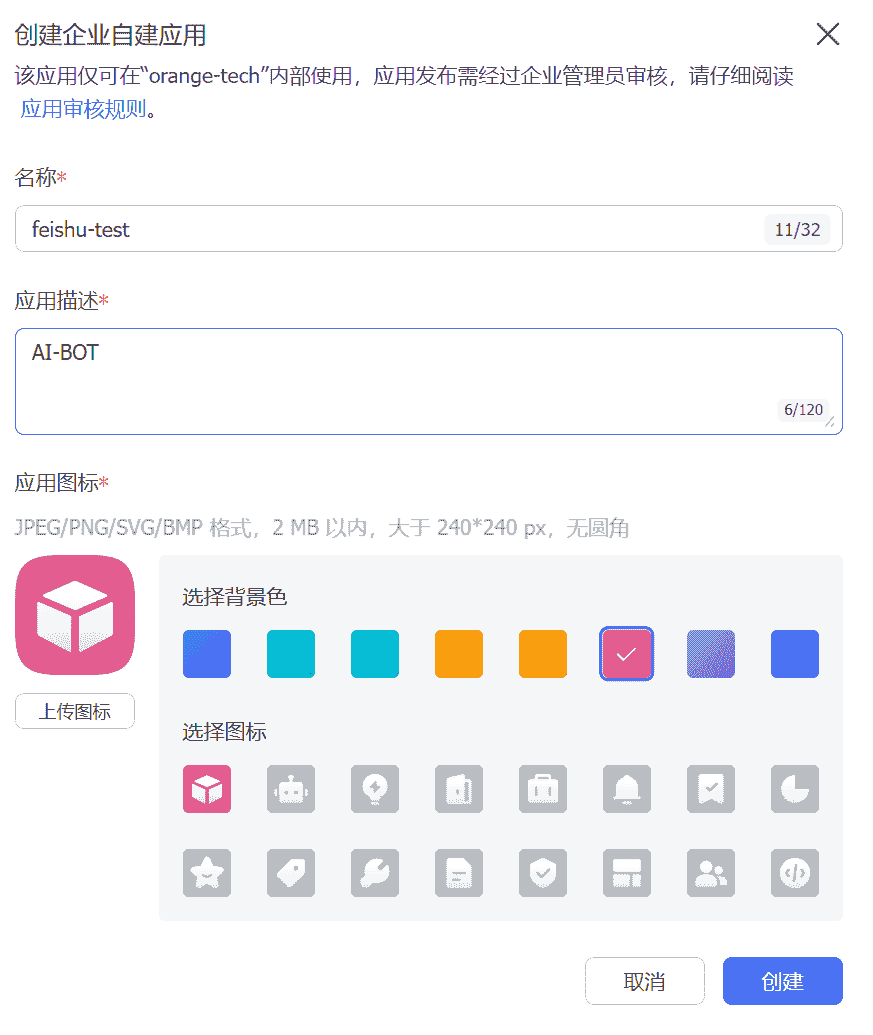 创建企业自建应用
该应用仅可在“orange-tech”内部使用，应用发布需经过企业管理员审核，请仔细阅读
应用审核规则。
名称*
feishu-test
11/32
应用描述*
AI-BOT
6/120
应用图标*
JPEG/PNG/SVG/BMP 格式，2 MB 以内，大于 240*240 px，无圆角
选择背景色
上传图标
选择图标
取消
创建